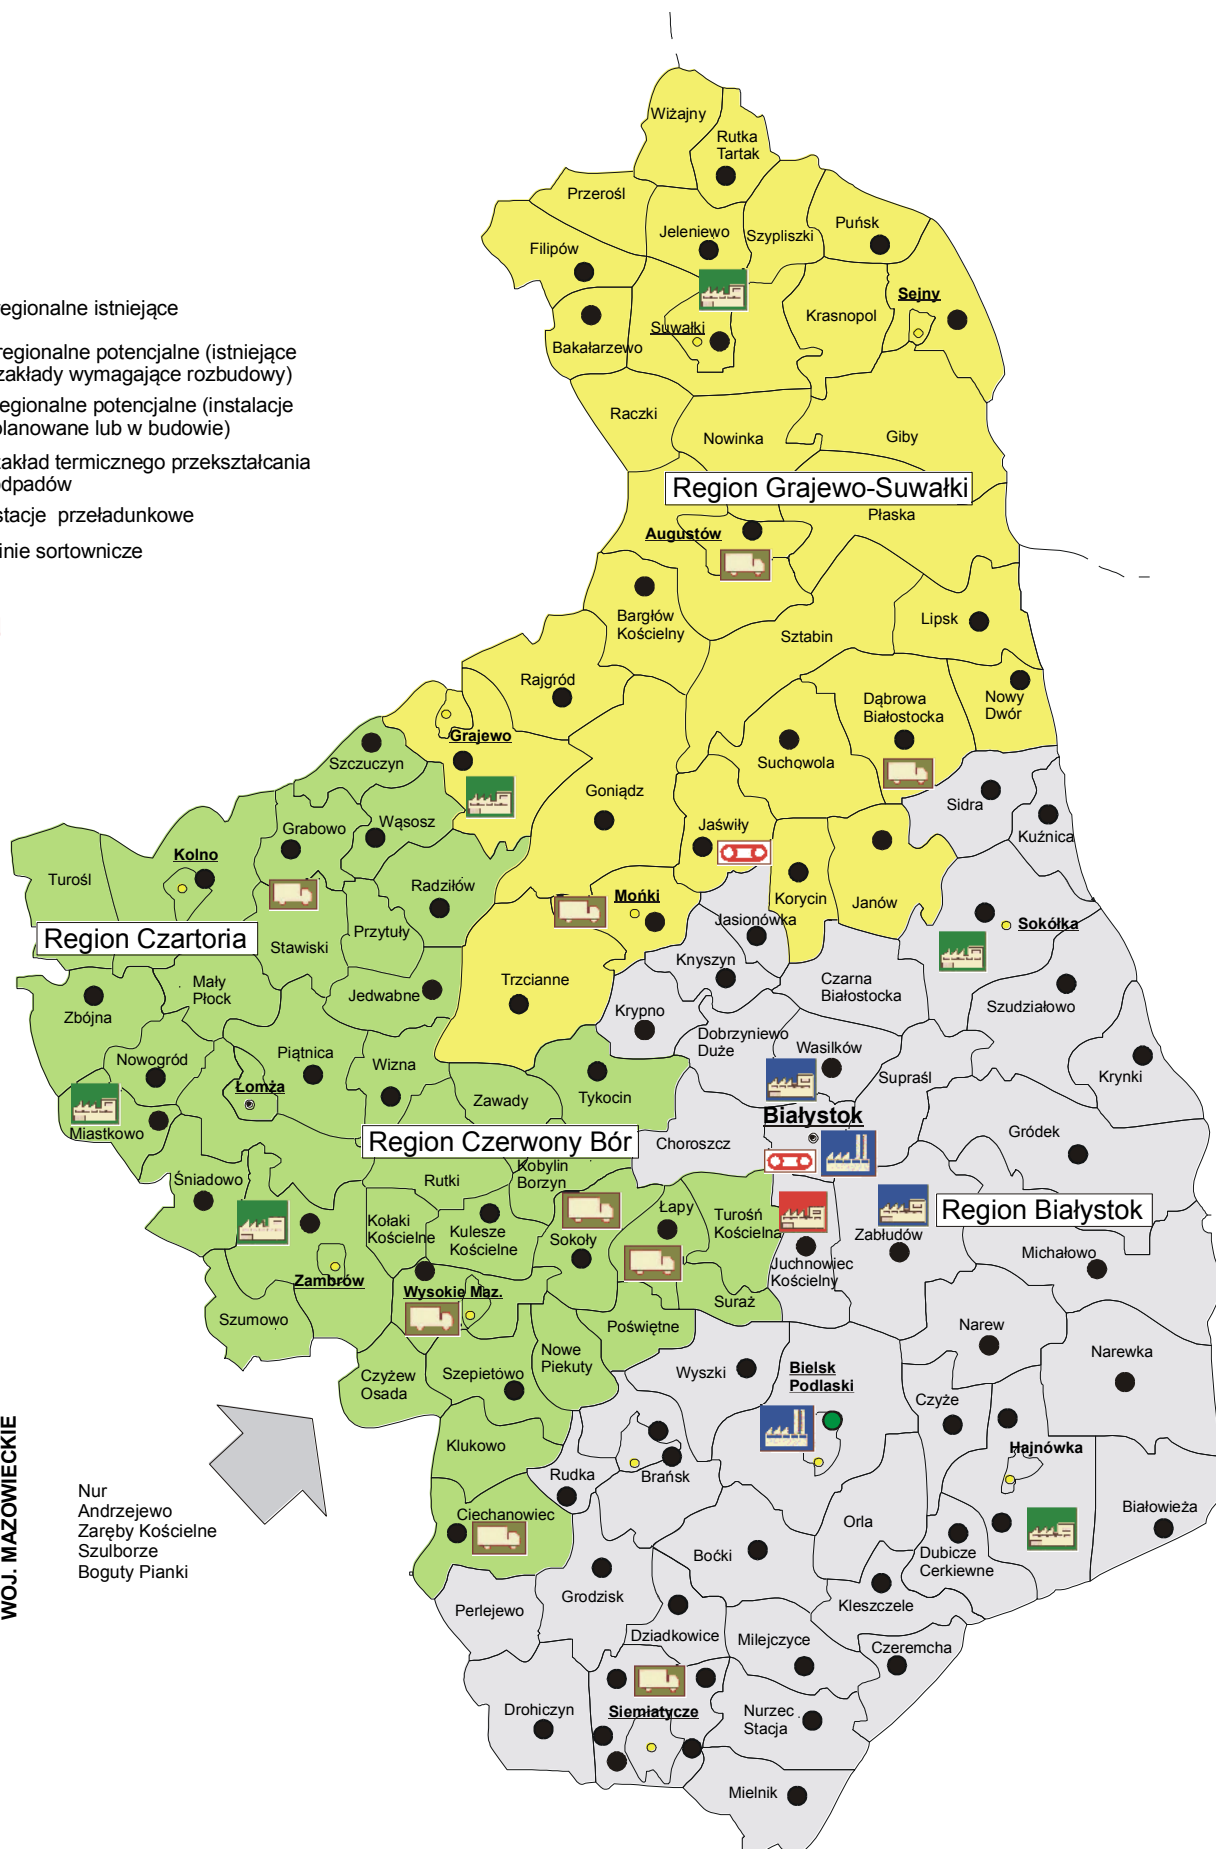 Wiżajny
Rutka
Tartak
Przerośl
Puńsk
Jeleniewo
Szypliszki
Filipów
Sejny
egionalne istniejące
Krasnopol
Suwałki
Bakałarzewo
regionalne potencjalne (istniejące
zakłady wymagające rozbudowy)
egionalne potencjalne (instalacje
planowane lub w budowie)
Raczki
Nowinka
Giby
zakład termicznego przekształcania
odpadów
Region Grajewo-Suwałki
stacje przeładunkowe
Płaska
Augustów
inie sortownicze
Bargłów
Kościelny
Lipsk
Sztabin
Rajgród
Dąbrowa
Białostocka
Nowy
Dwór
Grajewo
Szczuczyn
Suchowola
Goniądz
Sidra
Wąsosz
Grabowo
Jaświły
Kuźnica
Kolno
Turośl
Radziłów
Mońki
Korycin
Janów
Jasionówka
Sokółka
Region Czartoria
Przytuły
Stawiski
Knyszyn
Trzcianne
Czarna
Białostocka
Mały
Płock
Jedwabne
Szudziałowo
Zbójna
Krypno
Dobrzyniewo
Duże
Wasilków
Nowogród
Piątnica
Wizna
Supraśl
Krynki
Łomża
Zawady
Tykocin
Białystok
Miastkowo
Region Czerwony Bór
Choroszcz
Gródek
Kobylin
Borzyn
Śniadowo
Rutki
Łapy
Turośń
Kościelna
Region Białystok
Kołaki
Kościelne
Kulesze
Kościelne
Sokoły
Zabłudów
Michałowo
Juchnowiec
Kościelny
Zambrów
Wysokie Maz.
Suraż
Szumowo
Poświętne
Narew
Nowe
Piekuty
Narewka
Czyżew
Osada
Szepietówo
Wyszki
Bielsk
Podlaski
Czyże
Klukowo
Hajnówka
Rudka
Brańsk
WOJ. MAZOWIECKIE
Nur
Andrzejewo
Zaręby Kościelne
Szulborze
Boguty Pianki
Ciechanowiec
Białowieża
Orla
Boćki
Dubicze
Cerkiewne
Grodzisk
Perlejewo
Kleszczele
Dziadkowice
Milejczyce
Czeremcha
Drohiczyn
Siemiatycze
Nurzec
Stacja
Mielnik